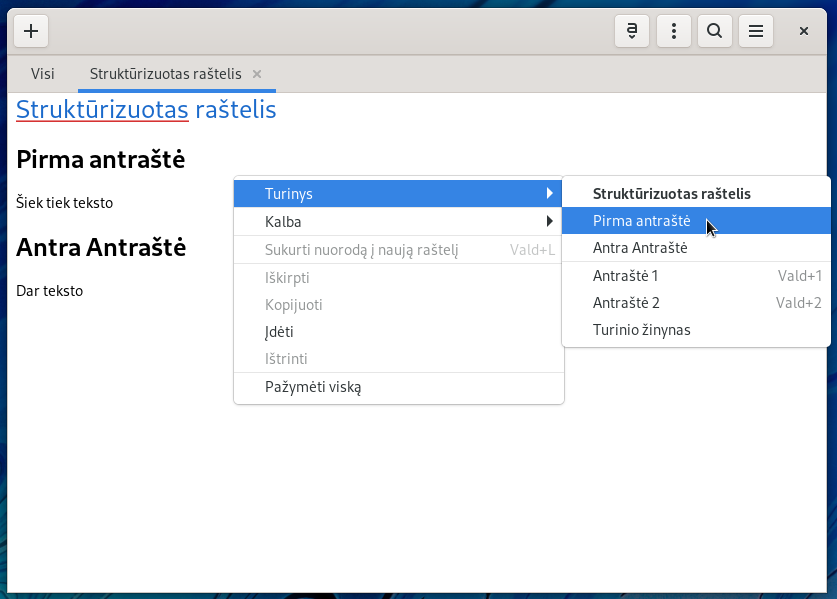 Visi
Struktūrizuotas raštelis
Struktūrizuotas raštelis
Pirma antraštė
Šiek tiek teksto
Antra Antraštė
Dar teksto
Turinys
Kalba
Sukurti nuorodą į naują raštelį Vald+L
Iškirpti
Kopijuoti
Įdėti
Ištrinti
Pažymėti viską
Struktūrizuotas raštelis
Pirma antraštė
Antra Antraštė
Antraštė 1 Vald+1
Antraštė 2 Vald+2
Turinio žinynas